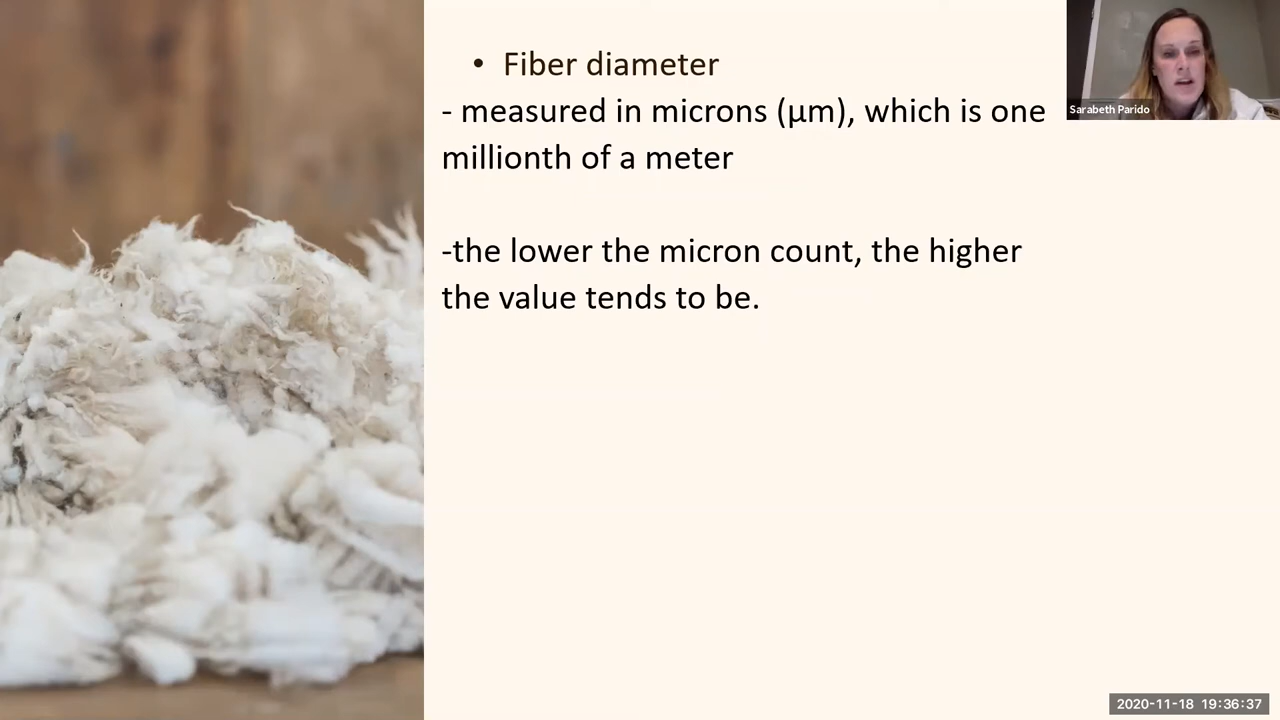 • Fiber diameter
- measured in microns (µm), which is one
millionth of a meter
-the lower the micron count, the higher
the value tends to be.
Sarabeth Parido
2020-11-18 19:36:37